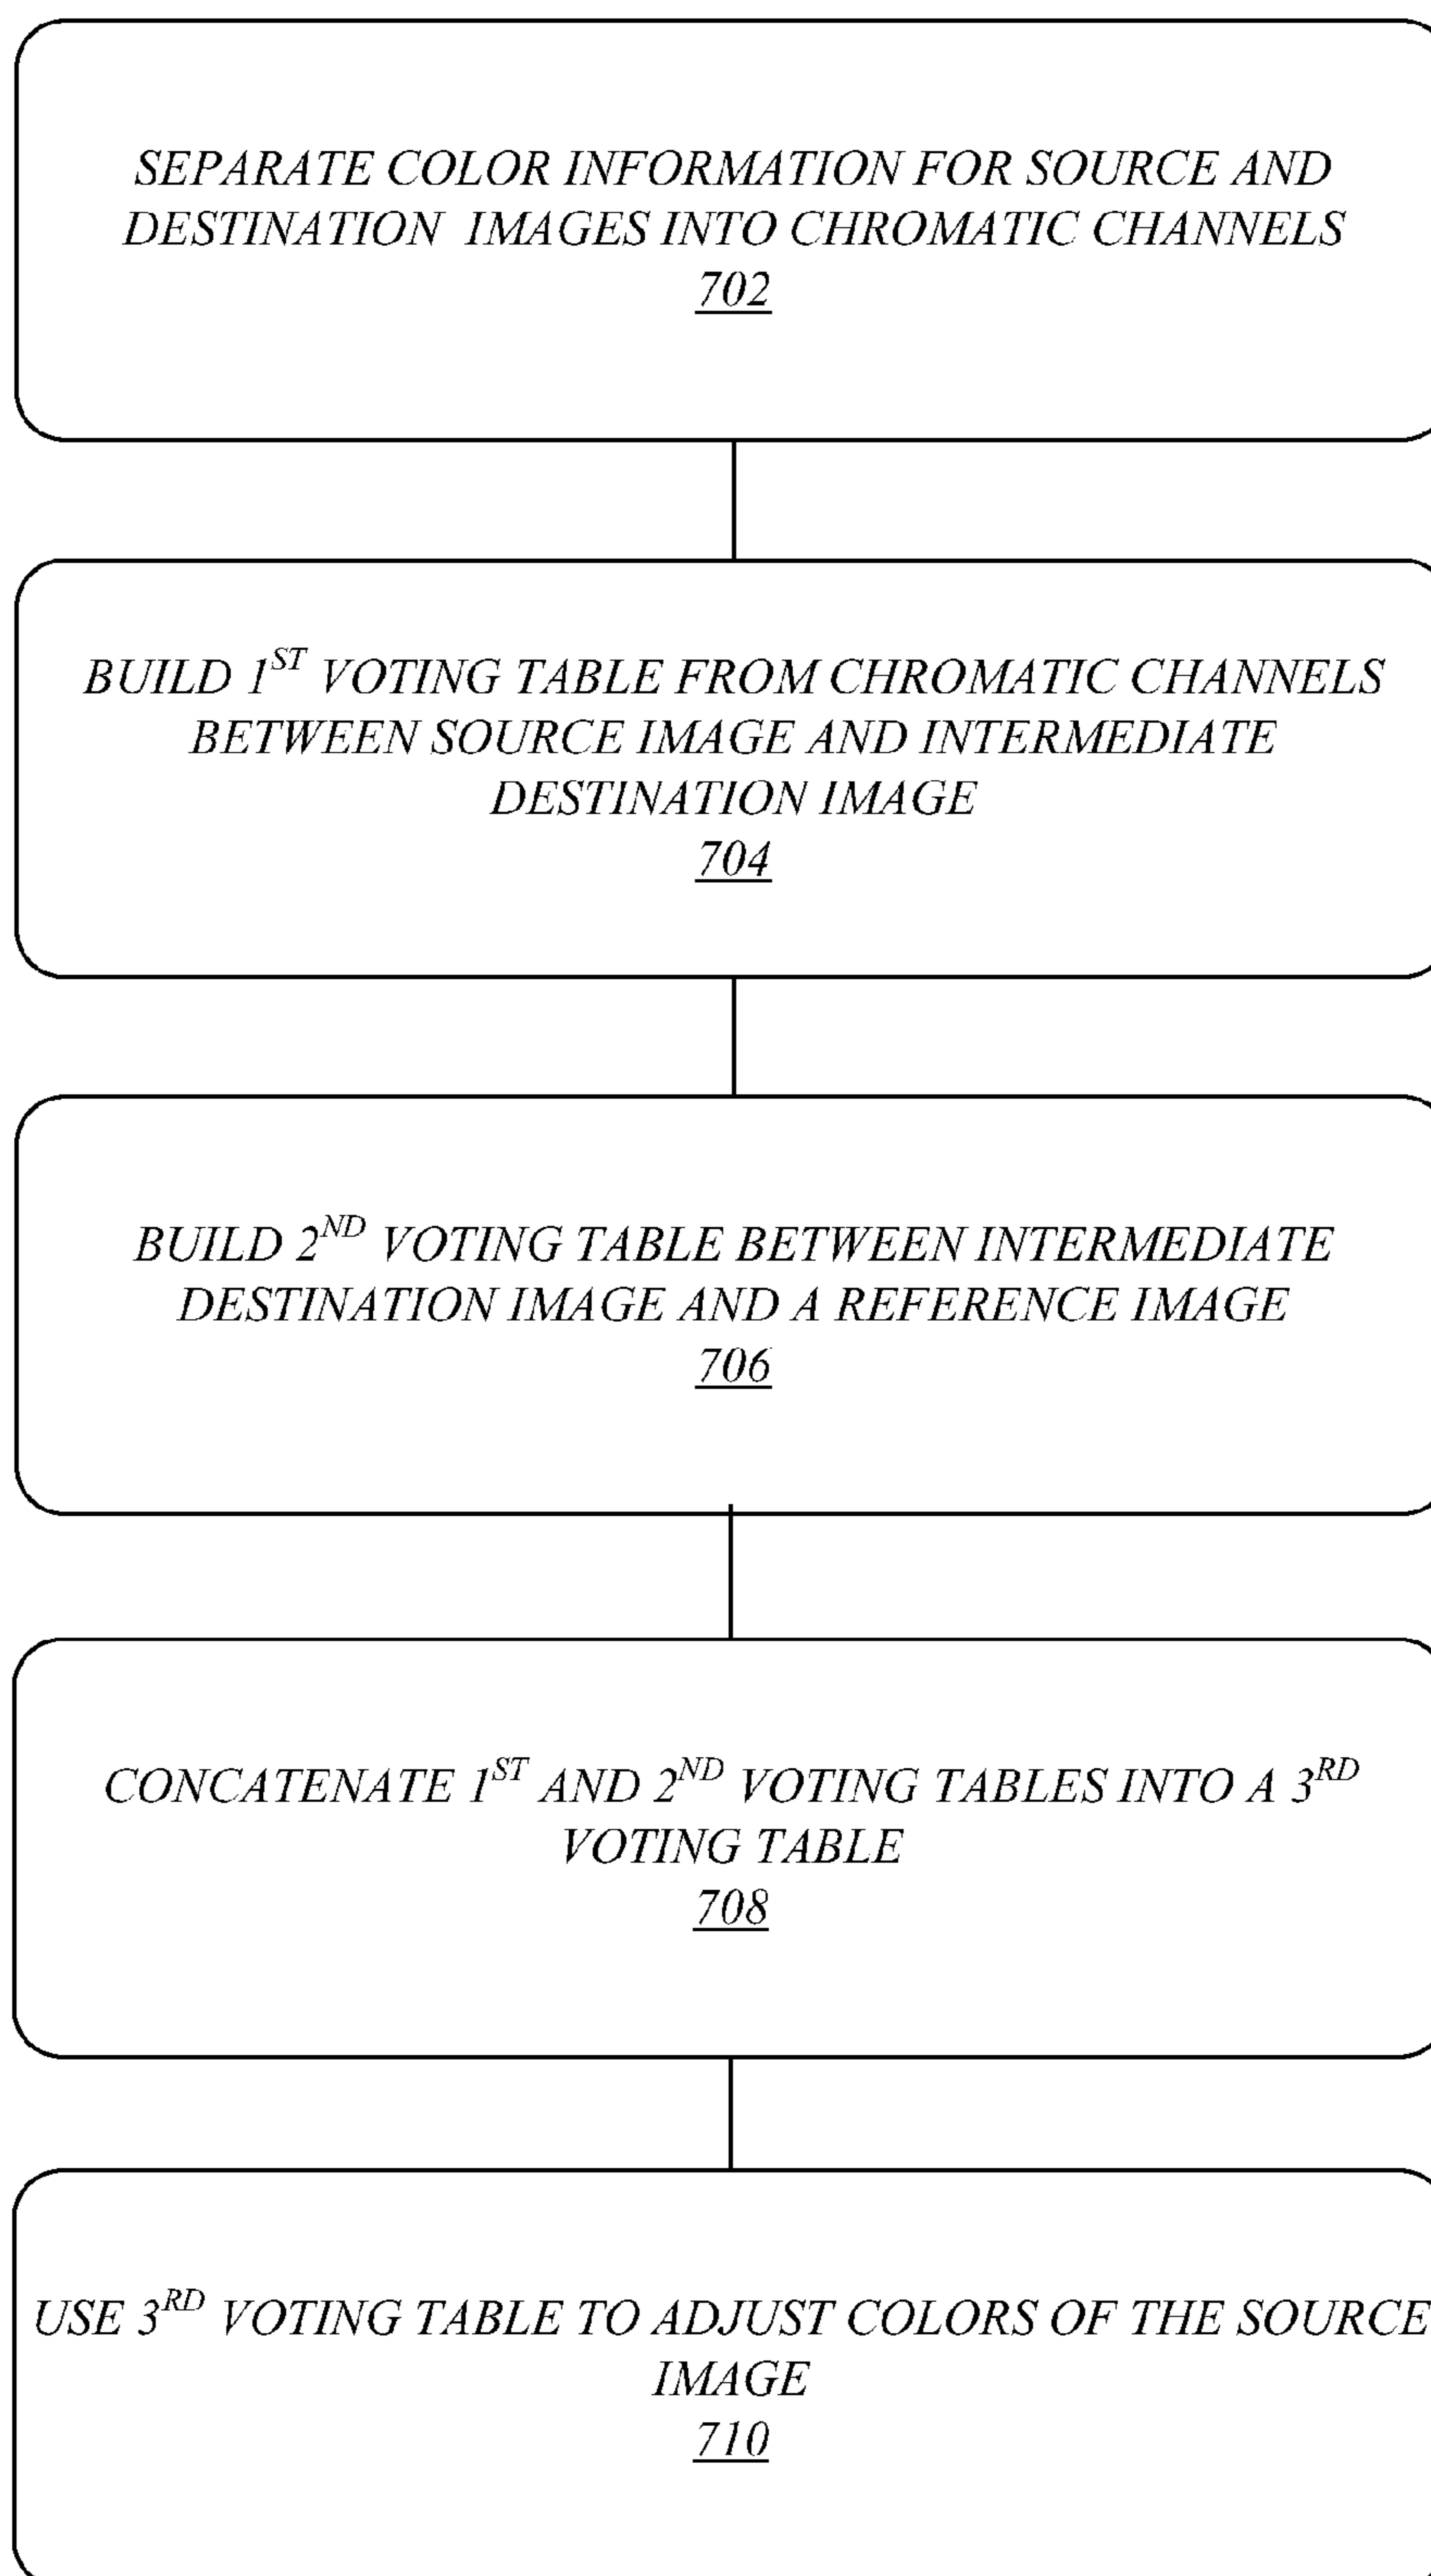 SEPARATE COLOR INFORMATION FOR SOURCE AND
DESTINATION IMAGES INTO CHROMATIC CHANNELS
702
BUILD 1ST VOTING TABLE FROM CHROMATIC CHANNELS
BETWEEN SOURCE IMAGE AND INTERMEDIATE
DESTINATION IMAGE
704
BUILD 2ND VOTING TABLE BETWEEN INTERMEDIATE
DESTINATION IMAGE AND A REFERENCE IMAGE
706
CONCATENATE 1ST AND 2ND VOTING TABLES INTO A 3RD
VOTING TABLE
708
USE 3RD VOTING TABLE TO ADJUST COLORS OF THE SOURCE
IMAGE
710